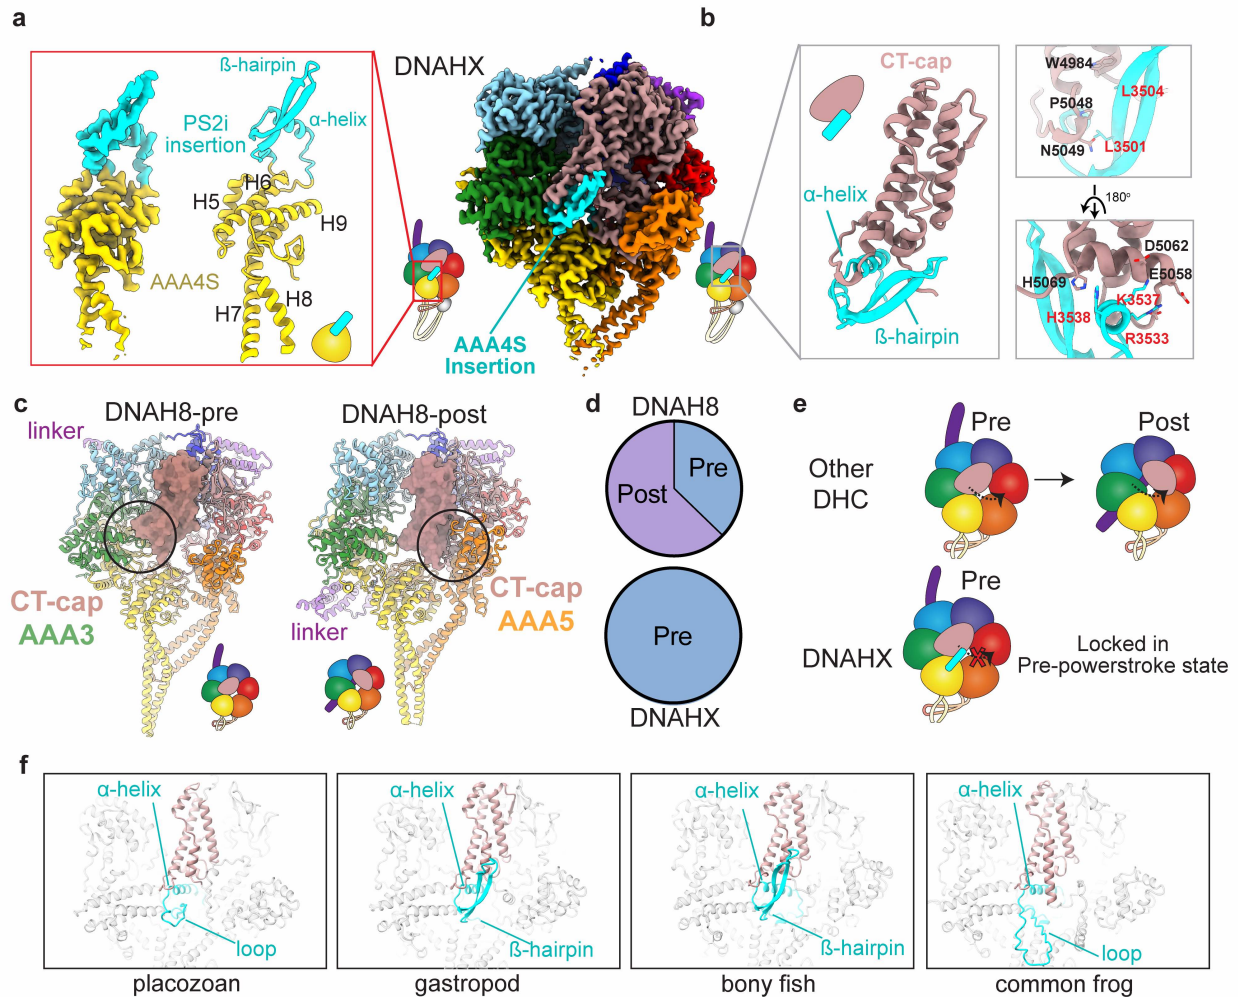 a
ß-hairpin
PS2i
insertion
α-helix
H6
H5
H9
AAA4S
H7
H8
DNAHX
AAA4S
Insertion
b
CT-cap
α-helix
ß-hairpin
W4984
L3504
P5048
N5049
L3501
180°
D5062
H5069
E5058
K3537
H3538
R3533
c
DNAH8-pre
linker
CT-cap
AAA3
DNAH8-post
linker
CT-cap
AAA5
d
DNAH8
Pre
Post
Pre
DNAHX
e
Pre
Post
Other
DHC
Pre
DNAHX
Locked in
Pre-powerstroke state
f
α-helix
loop
placozoan
α-helix
ß-hairpin
gastropod
α-helix
ß-hairpin
bony fish
α-helix
loop
common frog